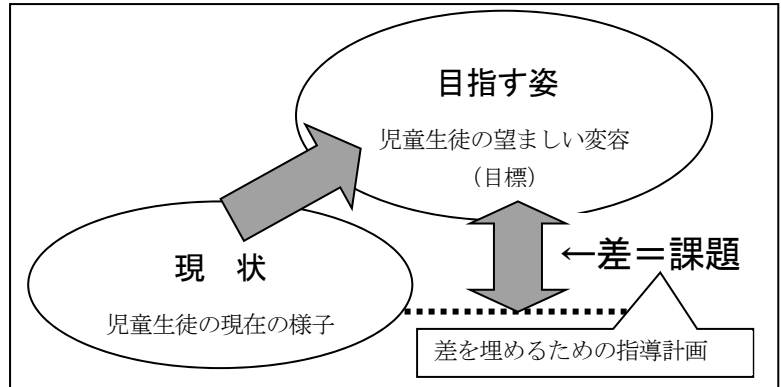 目指す姿
児童生徒の望ましい変容
（目標）
現　状
児童生徒の現在の様子
←差＝課題
差を埋めるための指導計画